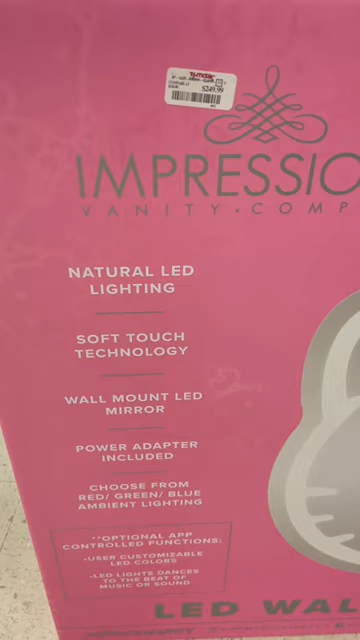 T.J.maxx
$249.99
IMPRESSIO
VANITY • COMP
NATURAL LED
LIGHTING
SOFT TOUCH
TECHNOLOGY
WALL MOUNT LED
MIRROR
POWER ADAPTER
INCLUDED
CHOOSE FROM
RED/ GREEN/ BLUE
AMBIENT LIGHTING
**OPTIONAL APP
CONTROLLED FUNCTIONS:
•USER CUSTOMIZABLE
LED COLORS
•LED LIGHTS DANCES
TO THE BEAT OF
MUSIC OR SOUND
LED WAL